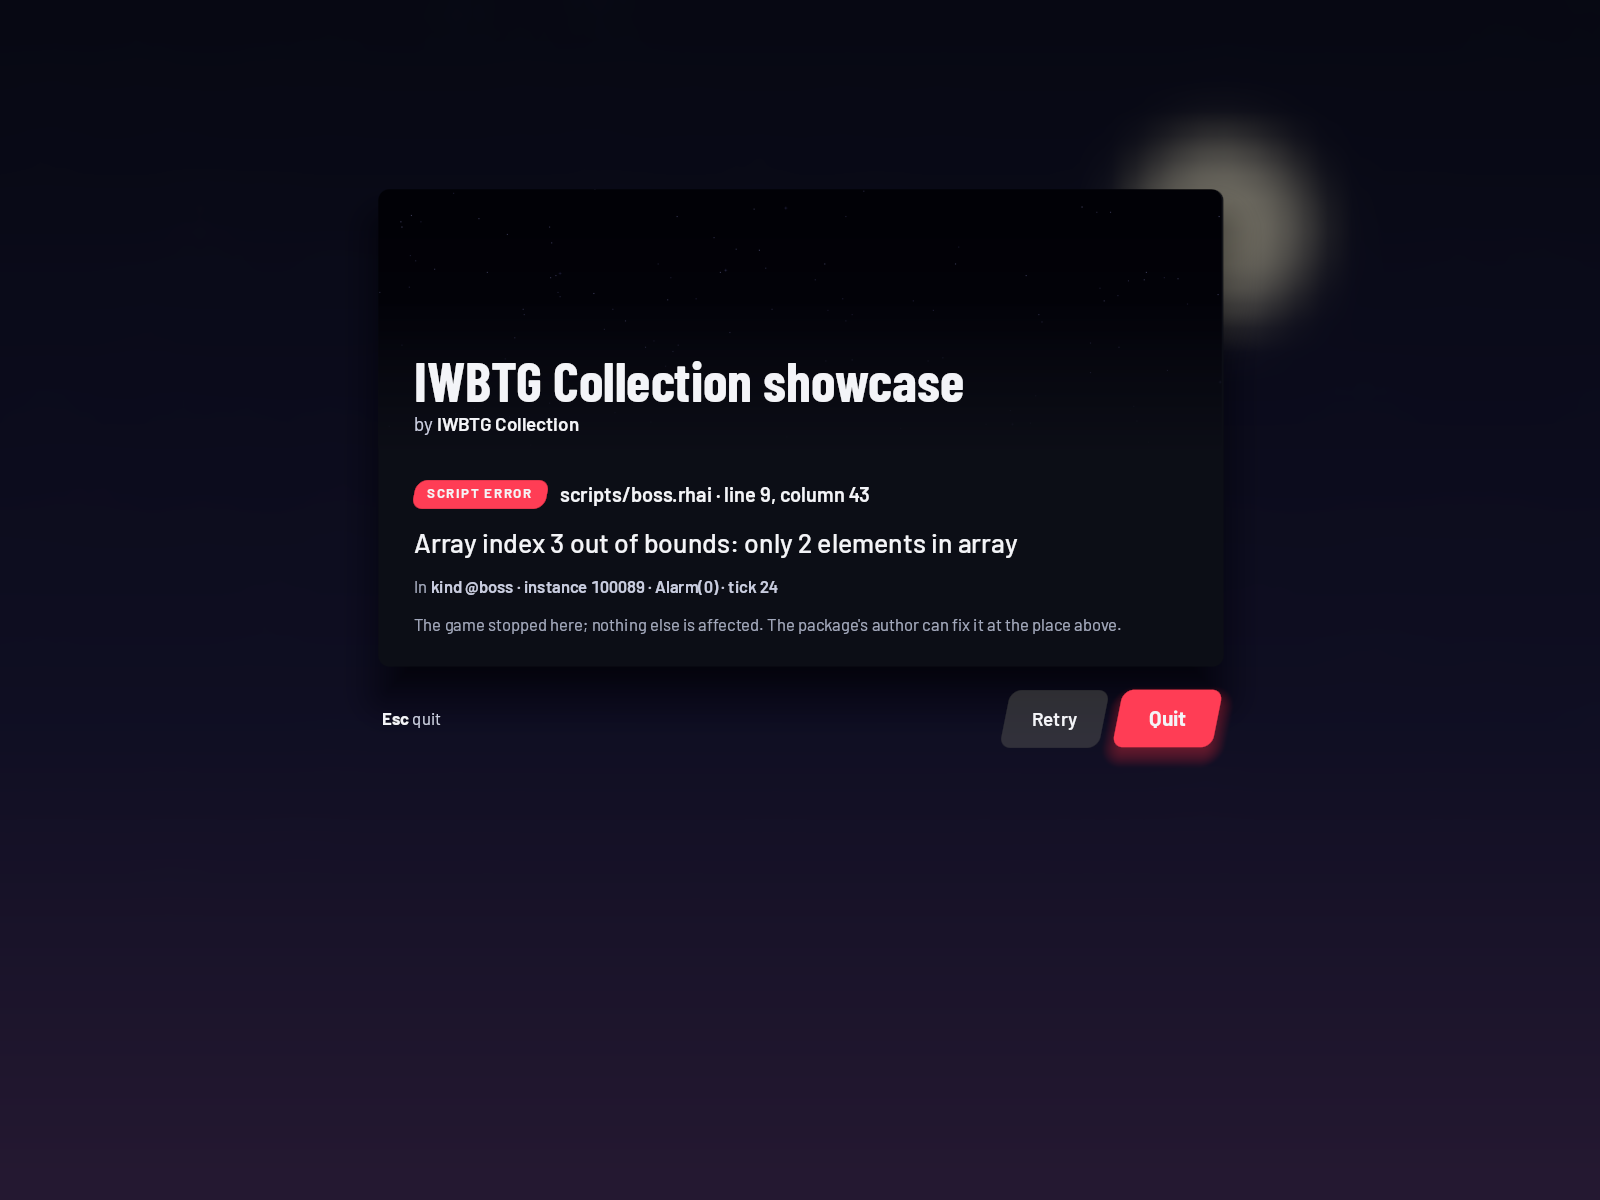 IWBTG Collection showcase
by IWBTG Collection
SCRIPT ERROR scripts/boss.rhai · line 9, column 43
Array index 3 out of bounds: only 2 elements in array
In kind @boss · instance 100089 · Alarm(0) · tick 24
The game stopped here; nothing else is affected. The package's author can fix it at the place above.
Esc quit
Retry
Quit